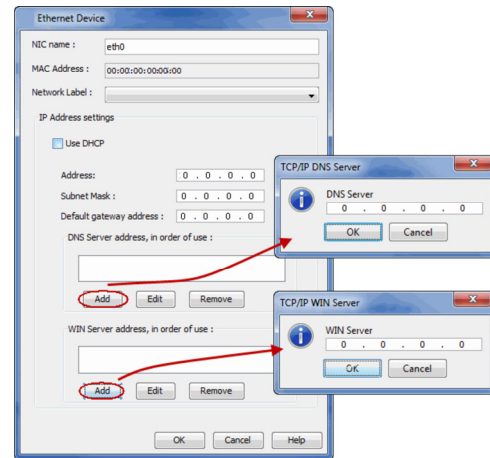 Ethernet Device
NIC name :
eth0
MAC Address :
00:00:00:00:00:00
Network Label :
IP Address settings
Use DHCP
Address:
0 . 0 . 0 . 0
Subnet Mask :
0 . 0 . 0 . 0
Default gateway address :
0 . 0 . 0 . 0
DNS Server address, in order of use :
Add Edit Remove
WIN Server address, in order of use :
Add Edit Remove
OK Cancel Help
TCP/IP DNS Server
DNS Server
0 . 0 . 0 . 0
OK Cancel
TCP/IP WIN Server
WIN Server
0 . 0 . 0 . 0
OK Cancel